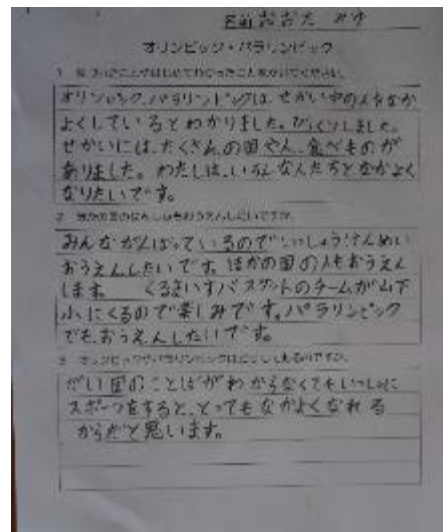 名前 おおた みゆ
オリンピック・パラリンピック
オリンピック、パラリンピックは、せかい中の人々なか
よくしているとわかりました。びっくりしました。
せかいには、たくさんの国や人、食べものが
ありました。わたしは、いろんな人たちとなかよく
なりたいです。
みんながんばっているのでいっしょうけんめい
おうえんしたいです。ほかの国の人もおうえん
します。 くるまいすバスケットのチームが山下
小にくるので楽しみです。パラリンピック
でも、おうえんしたいです。
がい国のことばがわからなくてもいっしょに
スポーツをすると、とってもなかよくなれる
からだと思います。